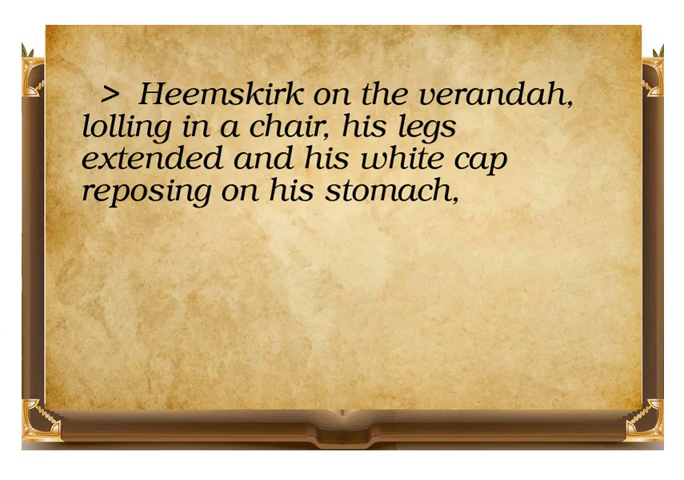 > Heemskirk on the verandah,
lolling in a chair, his legs
extended and his white cap
reposing on his stomach,